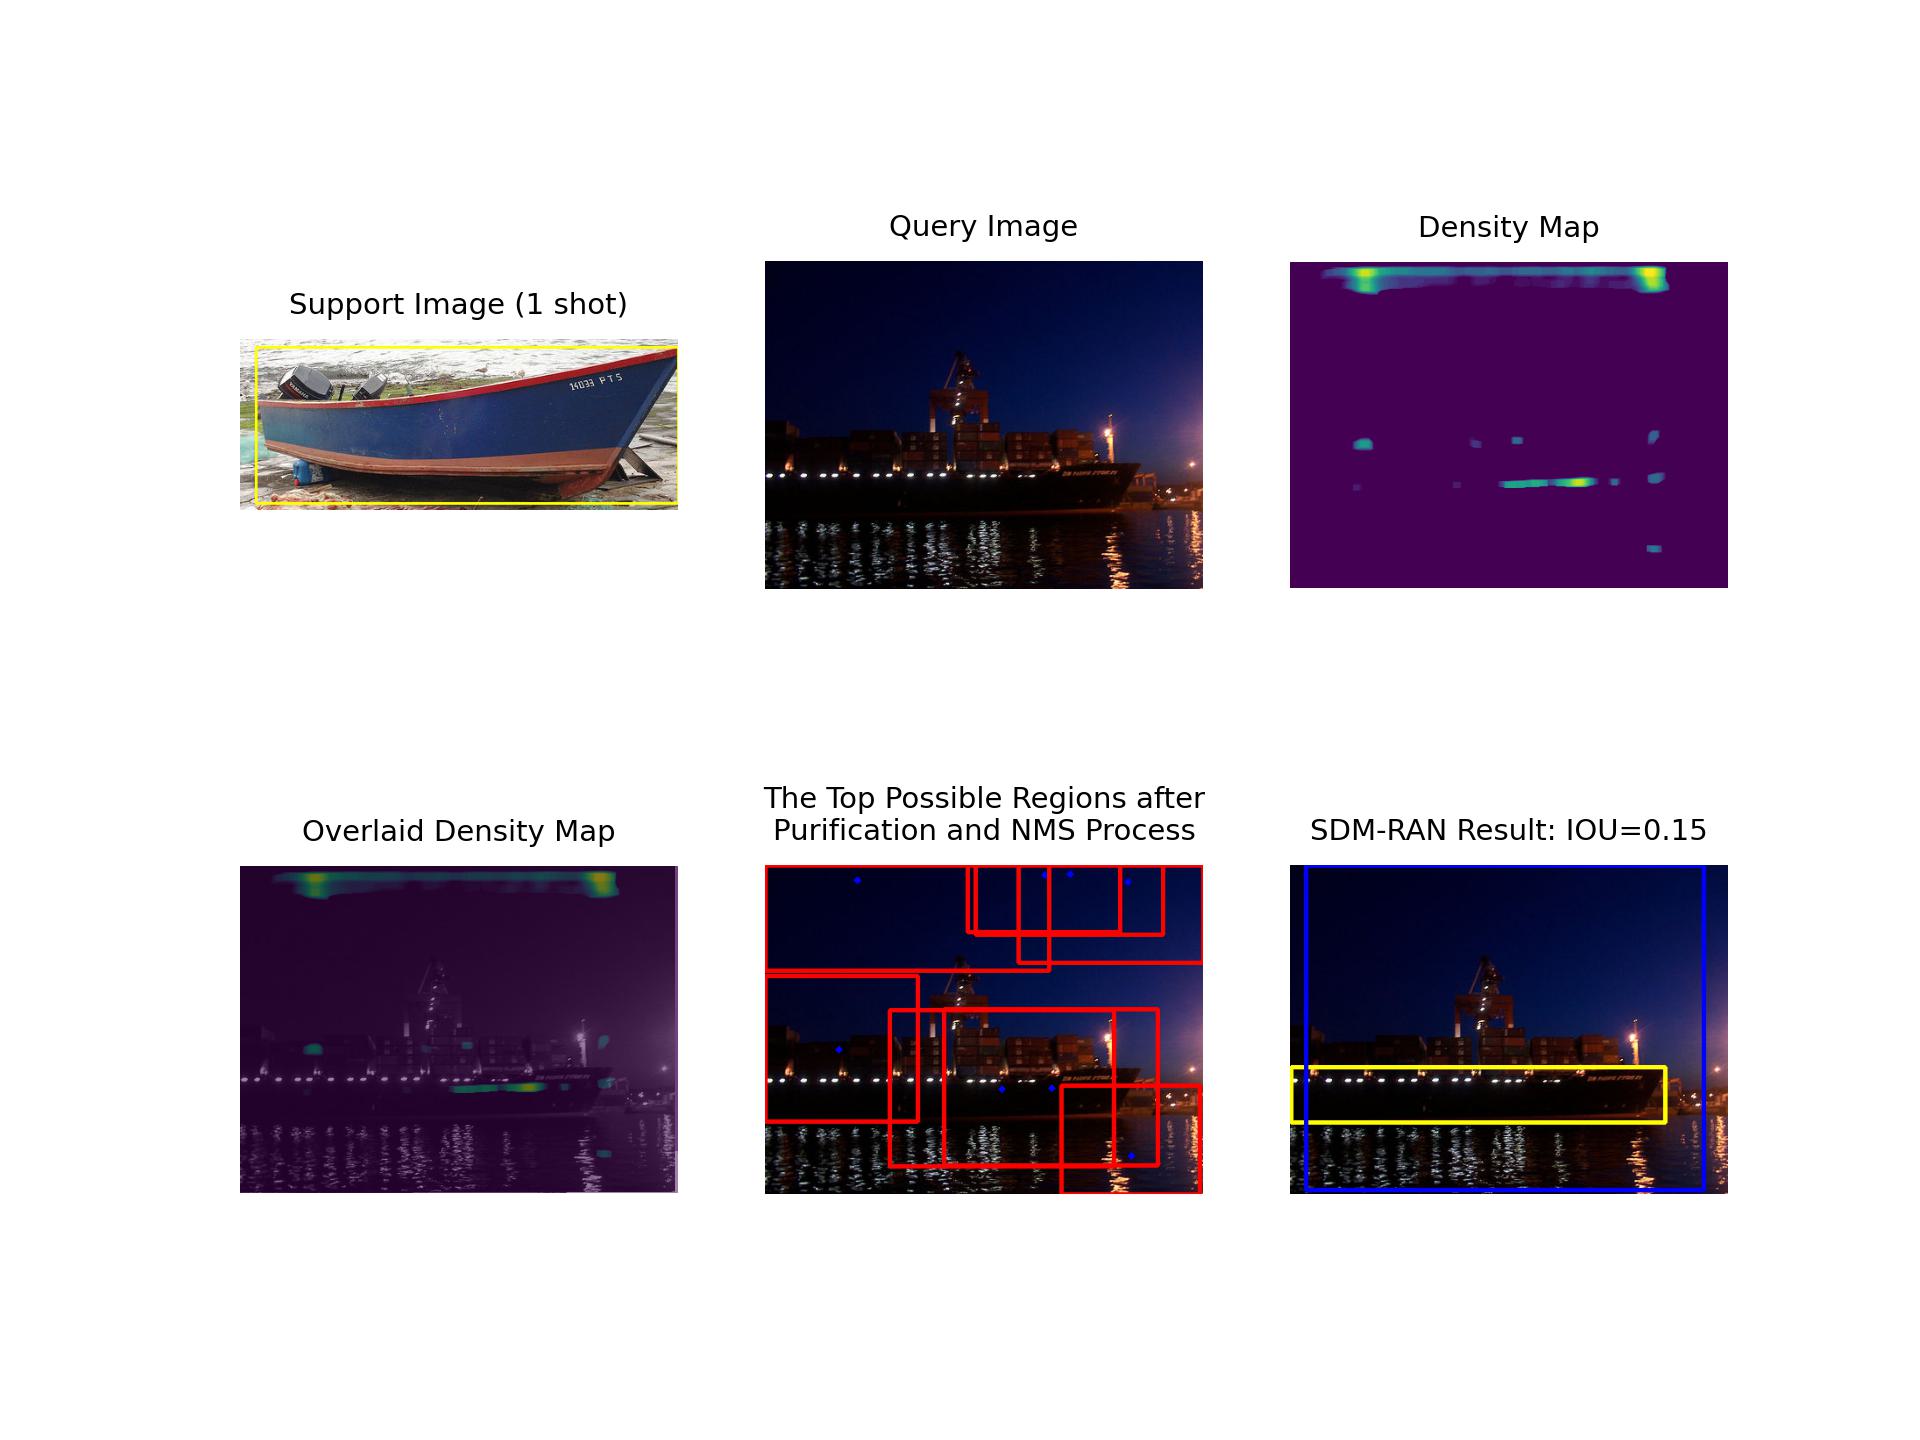 Query Image
Density Map
Support Image (1 shot)
YAMAHA
14033 PTS
Overlaid Density Map
The Top Possible Regions after
Purification and NMS Process
SDM-RAN Result: IOU=0.15